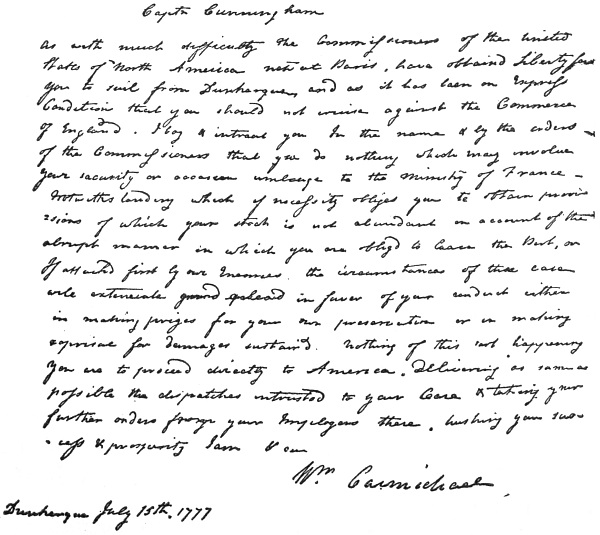 Capt Cunningham
As with much difficulty the Commissioners of the United
States of North America now at Paris, have obtaind Liberty for
you to sail from Dunkerque, and as it has been on Express
Condition that you should not cruise against the Commerce
of England. I beg & intreat you In the name & by the orders
of the Commissioners that you do nothing which may involve
your security or occasion umbrage to the Ministry of France –
Notwithstanding which if necessity obliges you to obtain provi
sions of which your stock is not abundant on account of the
abrupt manner in which you are obligd to leave the Port, or
If attackd first by our Enemies. the circumstances of the case
will extenuate & plead in favor of your conduct either
in making prizes for your own preservation or in making
reprisal for damages sustaind. Nothing of this sort happening
you are to proceed directly to America. Delivering as soon as
possible the dispatches intrusted to your Care & taking your
further orders from your Employers there, wishing you suc-
cess & prosperity I am &
Wm Carmichael
Dunkerque July 15th. 1777